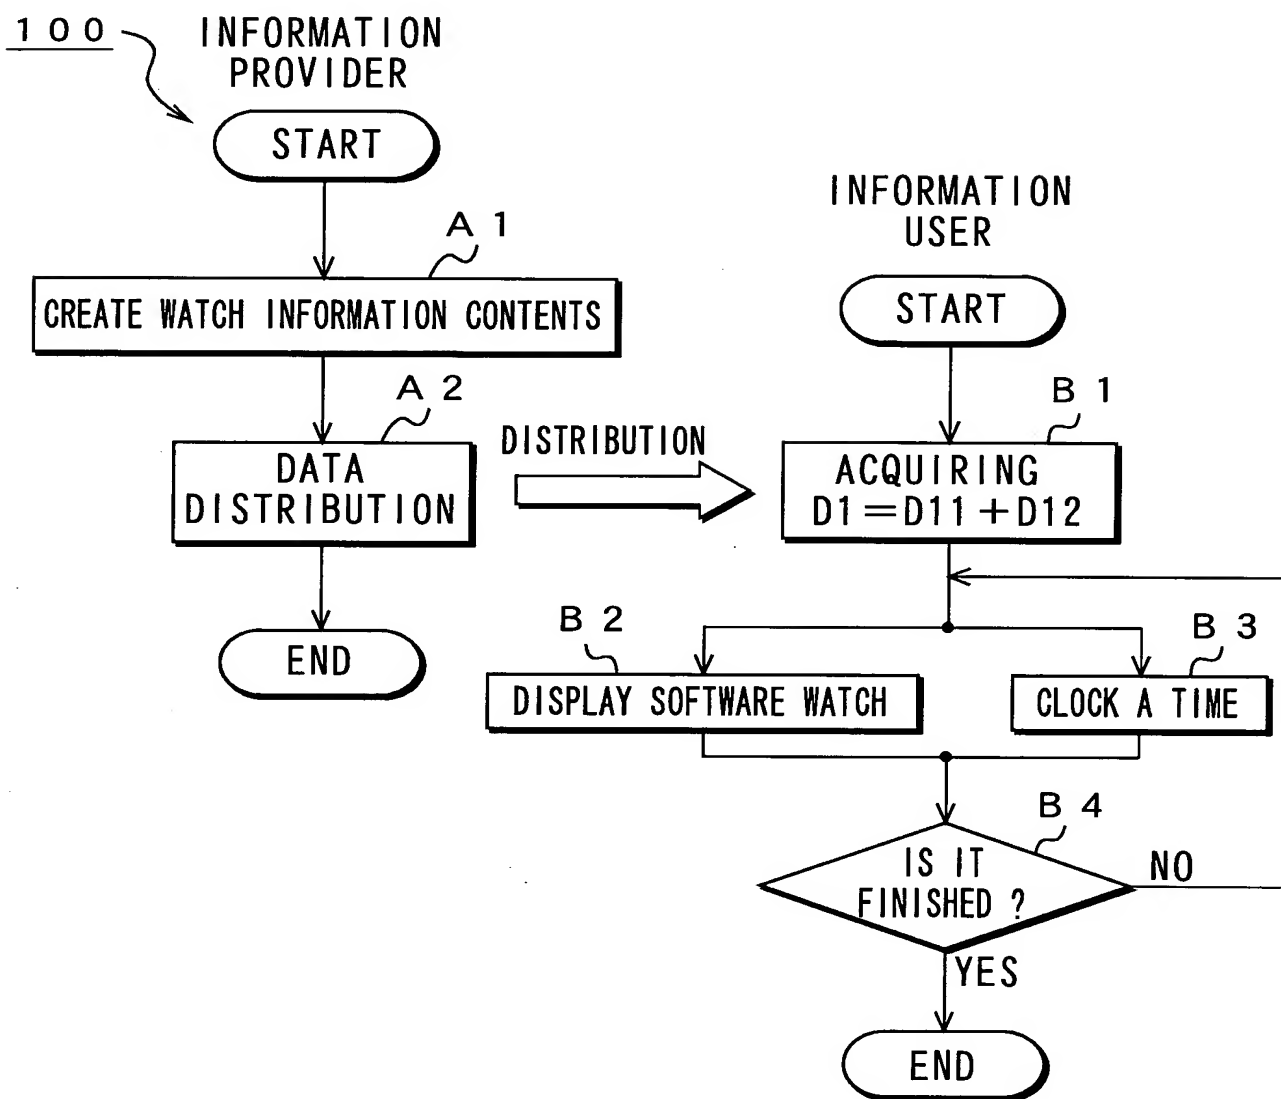 100
INFORMATION
PROVIDER
START
A1
CREATE WATCH INFORMATION CONTENTS
A2
DATA
DISTRIBUTION
END
DISTRIBUTION
INFORMATION
USER
START
B1
ACQUIRING
D1=D11+D12
B2
DISPLAY SOFTWARE WATCH
B3
CLOCK A TIME
B4
IS IT
FINISHED ?
NO
YES
END